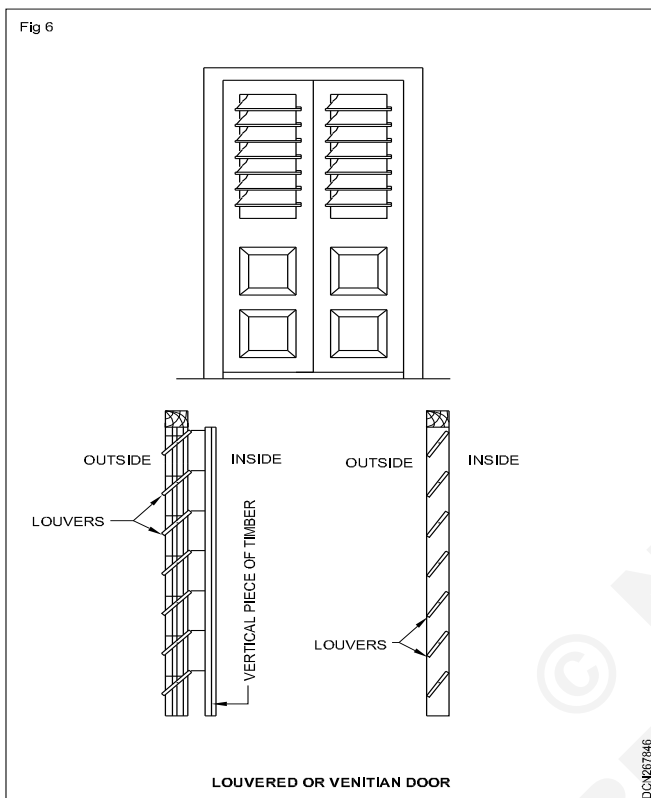 Fig 6
OUTSIDE
INSIDE
LOUVERS
VERTICAL PIECE OF TIMBER
OUTSIDE
INSIDE
LOUVERS
LOUVERED OR VENITIAN DOOR
DCN267846
©